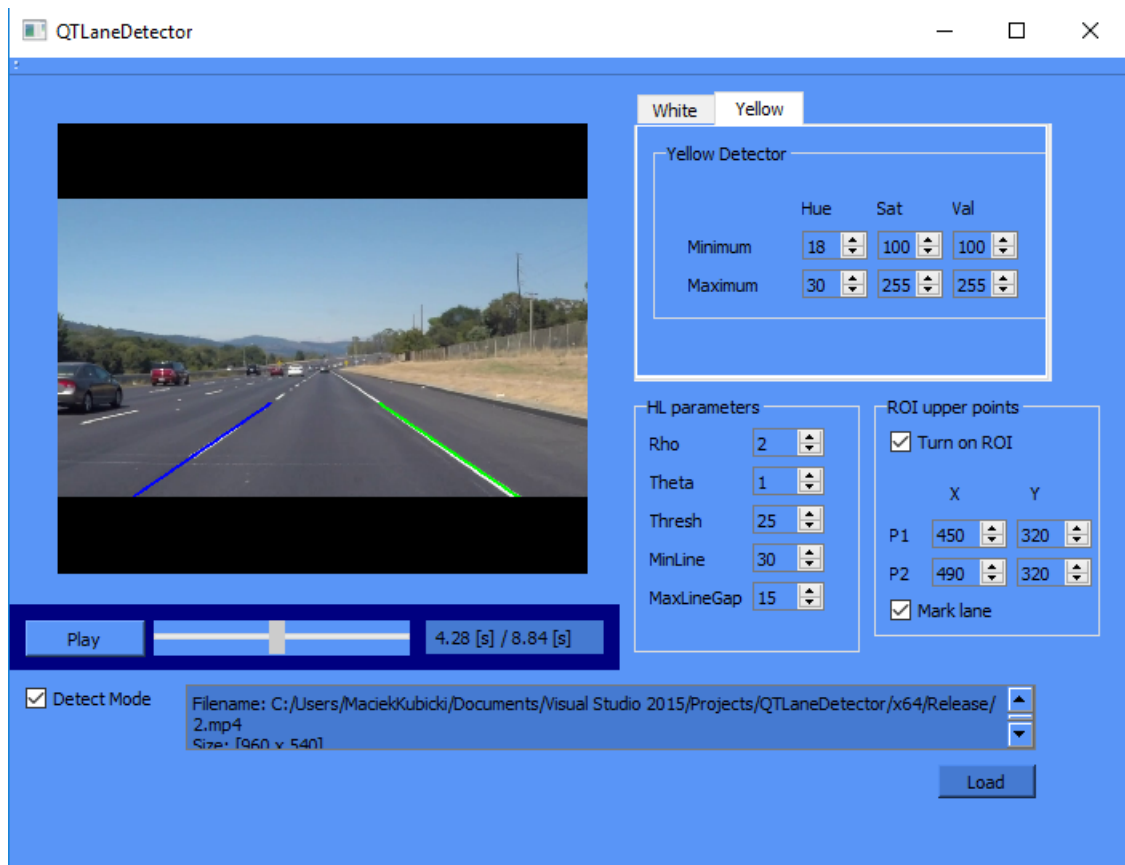 QTLaneDetector
White Yellow
Yellow Detector
Hue Sat Val
Minimum 18 100 100
Maximum 30 255 255
HL parameters
Rho 2
Theta 1
Thresh 25
MinLine 30
MaxLineGap 15
ROI upper points
Turn on ROI
X Y
P1 450 320
P2 490 320
Mark lane
Play 4.28 [s] / 8.84 [s]
Detect Mode
Filename: C:/Users/MaciekKubicki/Documents/Visual Studio 2015/Projects/QTLaneDetector/x64/Release/
2.mp4
Size: [960 x 540]
Load